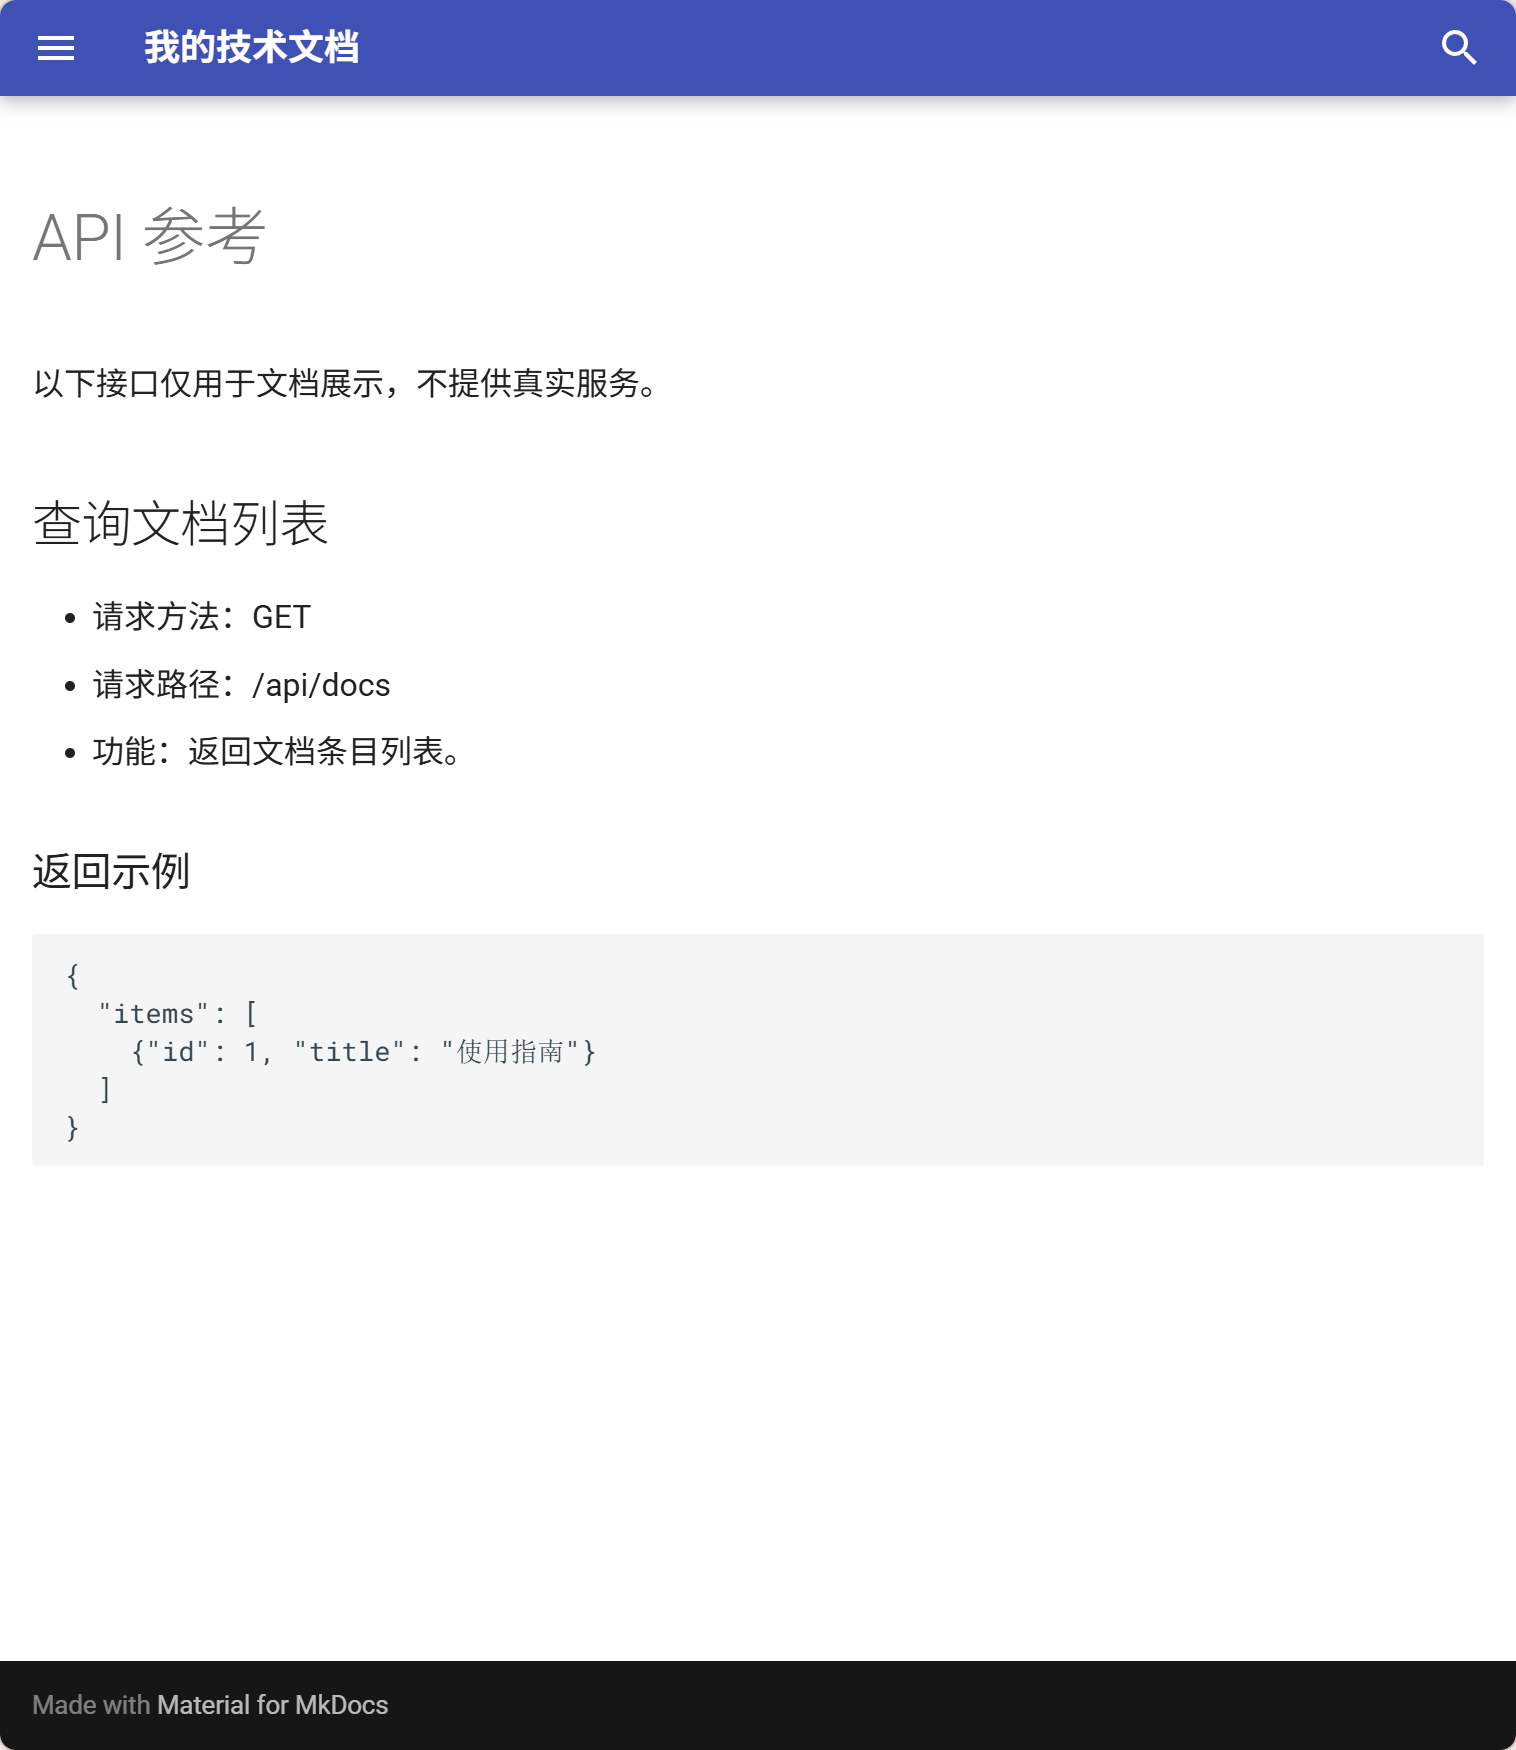 我的技术文档
API 参考
以下接口仅用于文档展示，不提供真实服务。
查询文档列表
• 请求方法：GET
• 请求路径：/api/docs
• 功能：返回文档条目列表。
返回示例
{
  "items": [
    {"id": 1, "title": "使用指南"}
  ]
}
Made with Material for MkDocs